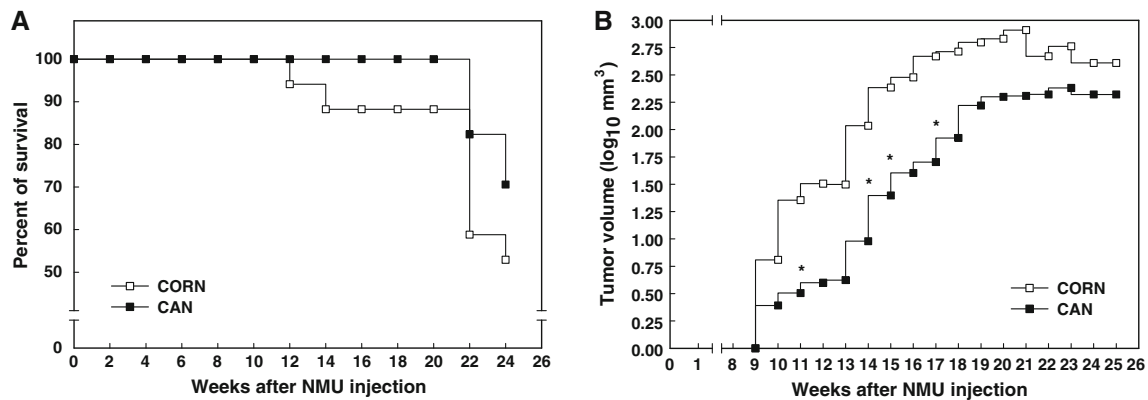 A
Percent of survival
100
90
80
70
60
50
0
CORN
CAN
0 2 4 6 8 10 12 14 16 18 20 22 24 26
Weeks after NMU injection
B
Tumor volume (log10 mm3)
3.00
2.75
2.50
2.25
2.00
1.75
1.50
1.25
1.00
0.75
0.50
0.25
0.00
* * * *
CORN
CAN
0 1 8 9 10 11 12 13 14 15 16 17 18 19 20 21 22 23 24 25 26
Weeks after NMU injection